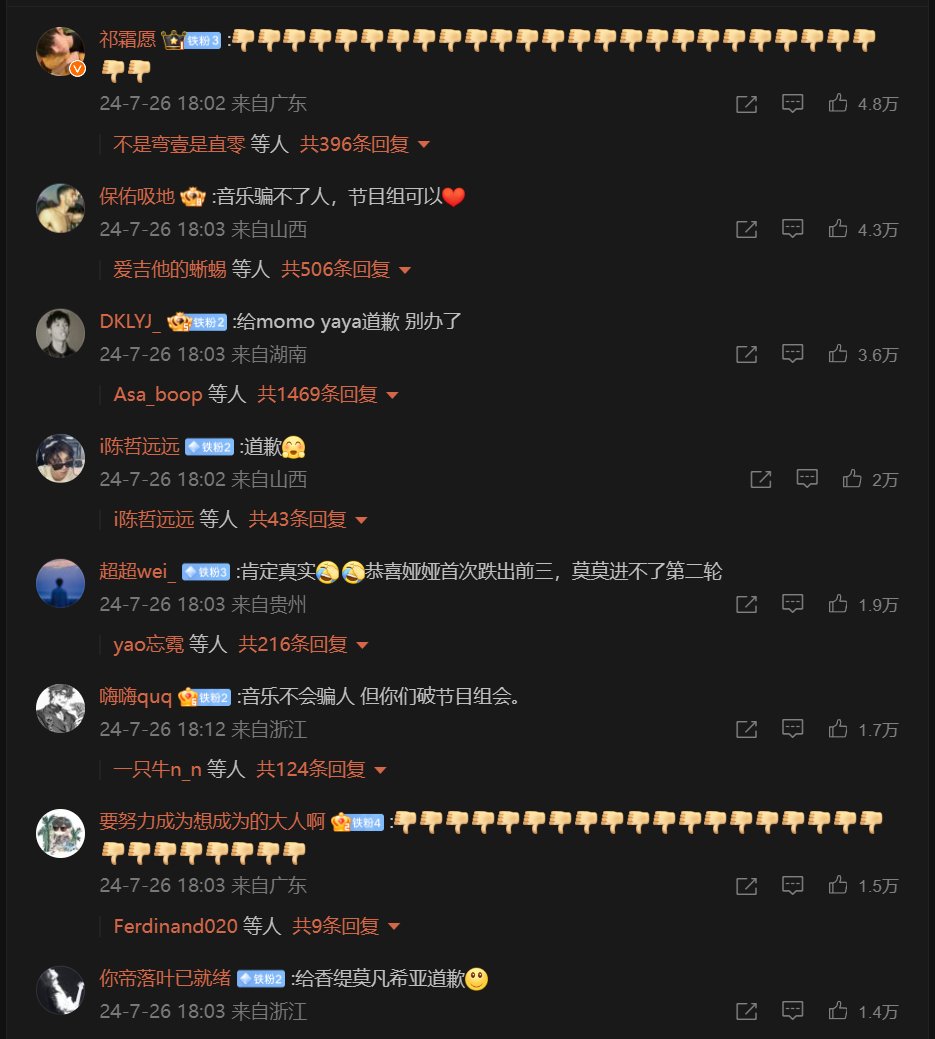 祁霜愿 铁粉3 :👎👎👎👎👎👎👎👎👎👎👎👎👎👎👎👎👎👎👎👎👎👎👎👎👎
👎👎
24-7-26 18:02 来自广东 4.8万
不是弯壹是直零 等人 共396条回复
保佑吸地 :音乐骗不了人，节目组可以❤️
24-7-26 18:03 来自山西 4.3万
爱吉他的蜥蜴 等人 共506条回复
DKLYJ_ 铁粉2 :给momo yaya道歉 别办了
24-7-26 18:03 来自湖南 3.6万
Asa_boop 等人 共1469条回复
i陈哲远远 铁粉2 :道歉🤗
24-7-26 18:02 来自山西 2万
i陈哲远远 等人 共43条回复
超超wei_ 铁粉3 :肯定真实🤣🤣恭喜娅娅首次跌出前三，莫莫进不了第二轮
24-7-26 18:03 来自贵州 1.9万
yao忘霓 等人 共216条回复
嗨嗨quq 铁粉2 :音乐不会骗人 但你们破节目组会。
24-7-26 18:12 来自浙江 1.7万
一只牛n_n 等人 共124条回复
要努力成为想成为的大人啊 铁粉4 :👎👎👎👎👎👎👎👎👎👎👎👎👎👎👎👎👎👎👎
👎👎👎👎👎👎👎👎
24-7-26 18:03 来自广东 1.5万
Ferdinand020 等人 共9条回复
你帝落叶已就绪 铁粉2 :给香缇莫凡希亚道歉🙂
24-7-26 18:03 来自浙江 1.4万